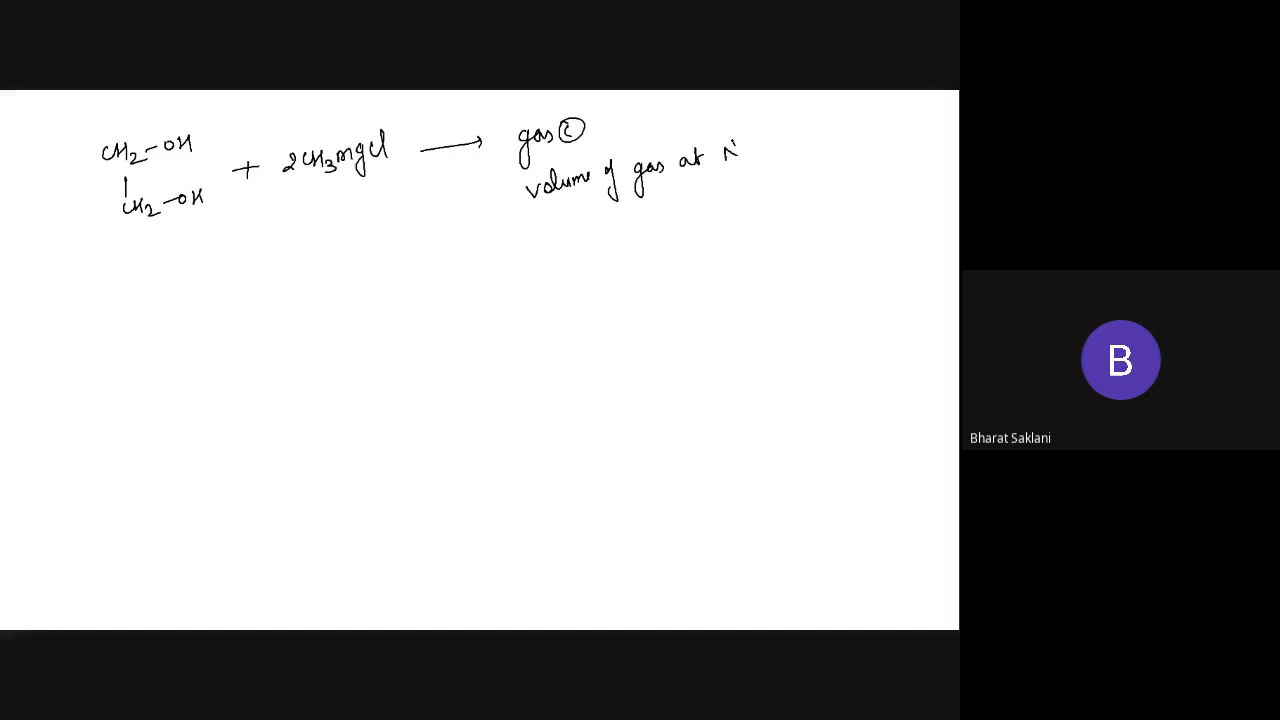 CH2-OH
+ 2CH3MgCl → gas C
CH2-OH
volume of gas at N
B
Bharat Saklani